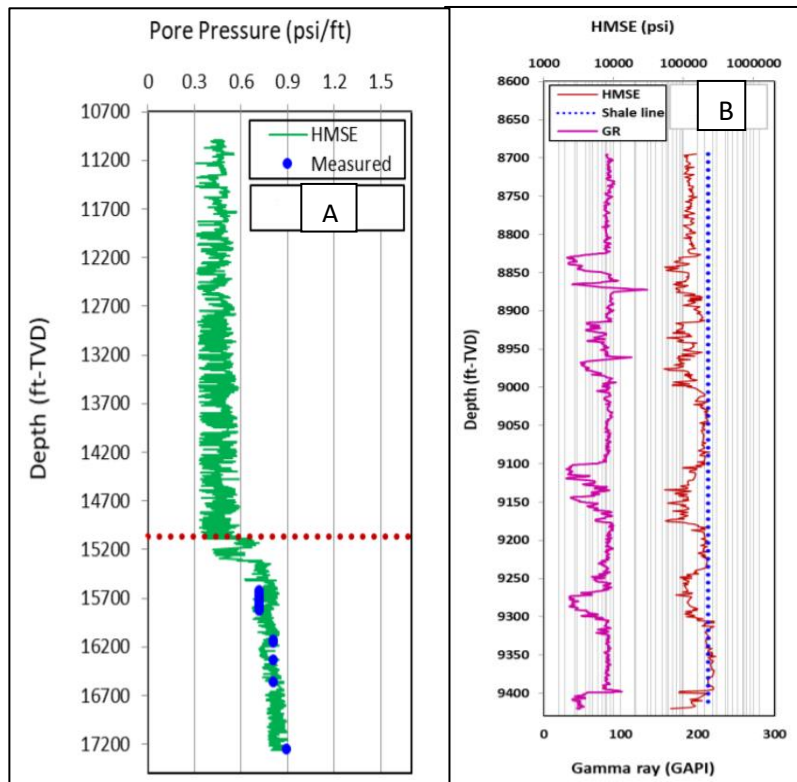 Pore Pressure (psi/ft)
0 0.3 0.6 0.9 1.2 1.5
Depth (ft-TVD)
10700
11200
11700
12200
12700
13200
13700
14200
14700
15200
15700
16200
16700
17200
HMSE
Measured
A
HMSE (psi)
1000 10000 100000 1000000
Depth (ft-TVD)
8600
8650
8700
8750
8800
8850
8900
8950
9000
9050
9100
9150
9200
9250
9300
9350
9400
HMSE
Shale line
GR
B
0 100 200 300
Gamma ray (GAPI)